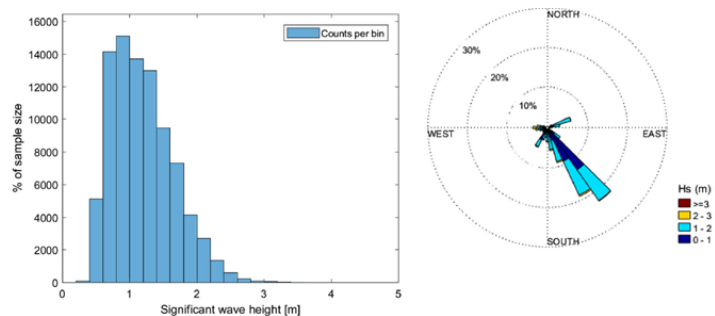 16000
14000
12000
10000
8000
6000
4000
2000
0
% of sample size
0 1 2 3 4 5
Significant wave height [m]
Counts per bin
NORTH
30%
20%
10%
WEST
EAST
SOUTH
Hs (m)
>=3
2 - 3
1 - 2
0 - 1